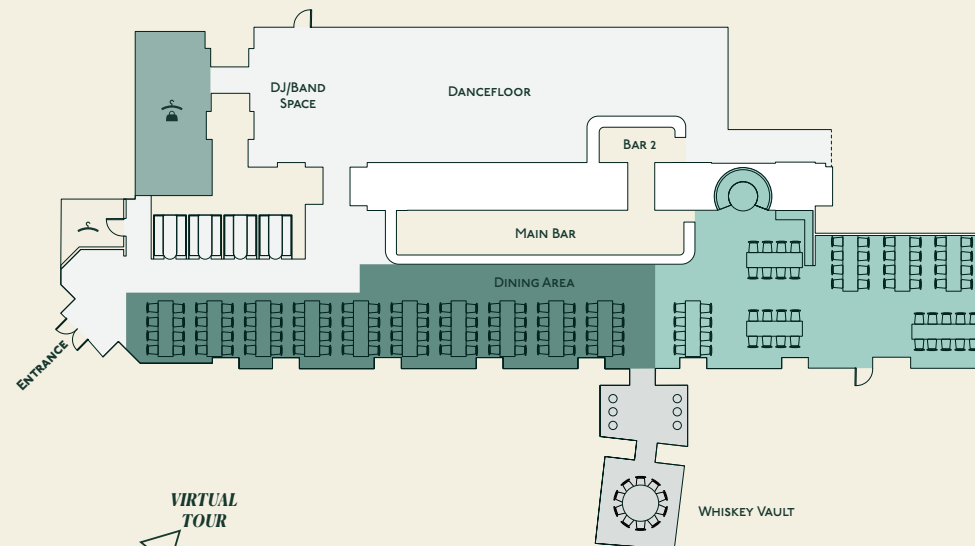 DJ/BAND
SPACE
DANCEFLOOR
BAR 2
MAIN BAR
DINING AREA
ENTRANCE
VIRTUAL
TOUR
WHISKEY VAULT